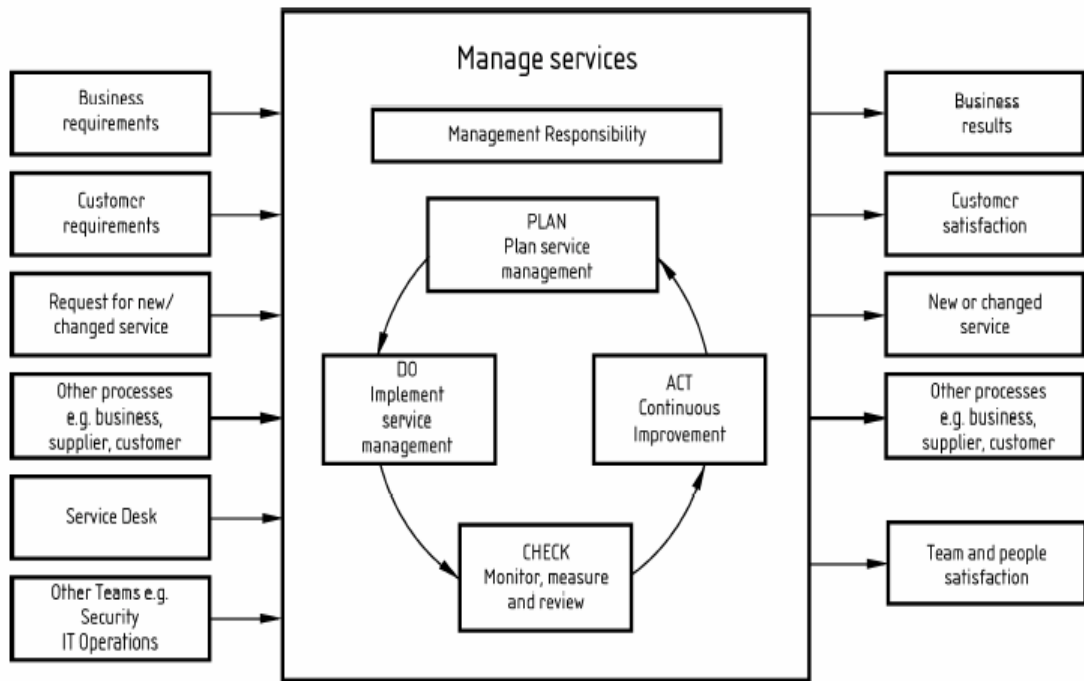 Manage services
Management Responsibility
Business
requirements
Customer
requirements
Request for new/
changed service
Other processes
e.g. business,
supplier, customer
Service Desk
Other Teams e.g.
Security
IT Operations
PLAN
Plan service
management
DO
Implement
service
management
CHECK
Monitor, measure
and review
ACT
Continuous
Improvement
Business
results
Customer
satisfaction
New or changed
service
Other processes
e.g. business,
supplier, customer
Team and people
satisfaction